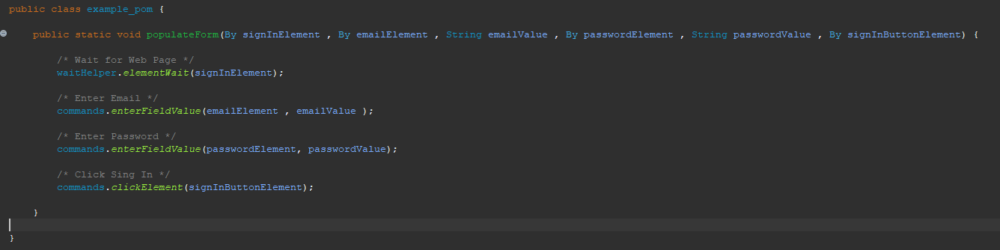 public class example_pom {
public static void populateForm(By signInElement , By emailElement , String emailValue , By passwordElement , String passwordValue , By signInButtonElement) {
/* Wait for Web Page */
waitHelper.elementWait(signInElement);
/* Enter Email */
commands.enterFieldValue(emailElement , emailValue );
/* Enter Password */
commands.enterFieldValue(passwordElement, passwordValue);
/* Click Sing In */
commands.clickElement(signInButtonElement);
}
}